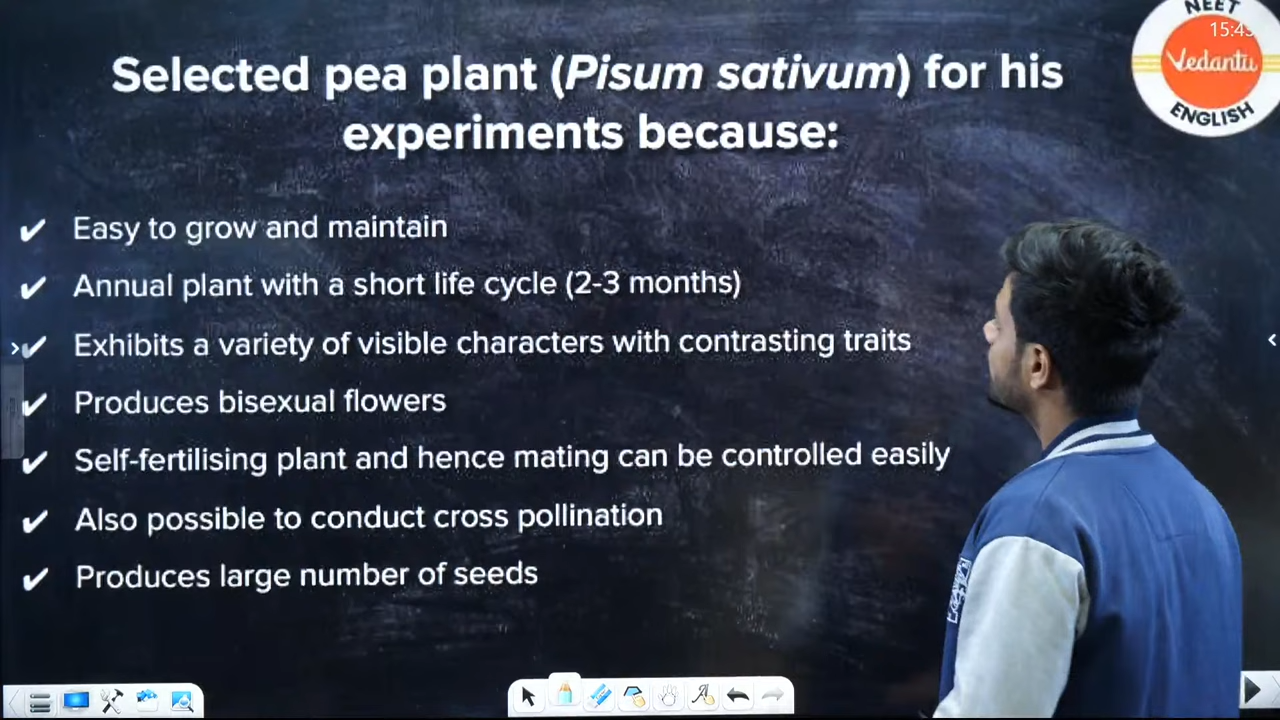 NEET
15:45
Vedantu
ENGLISH
Selected pea plant (Pisum sativum) for his
experiments because:
✔ Easy to grow and maintain
✔ Annual plant with a short life cycle (2-3 months)
✔ Exhibits a variety of visible characters with contrasting traits
✔ Produces bisexual flowers
✔ Self-fertilising plant and hence mating can be controlled easily
✔ Also possible to conduct cross pollination
✔ Produces large number of seeds